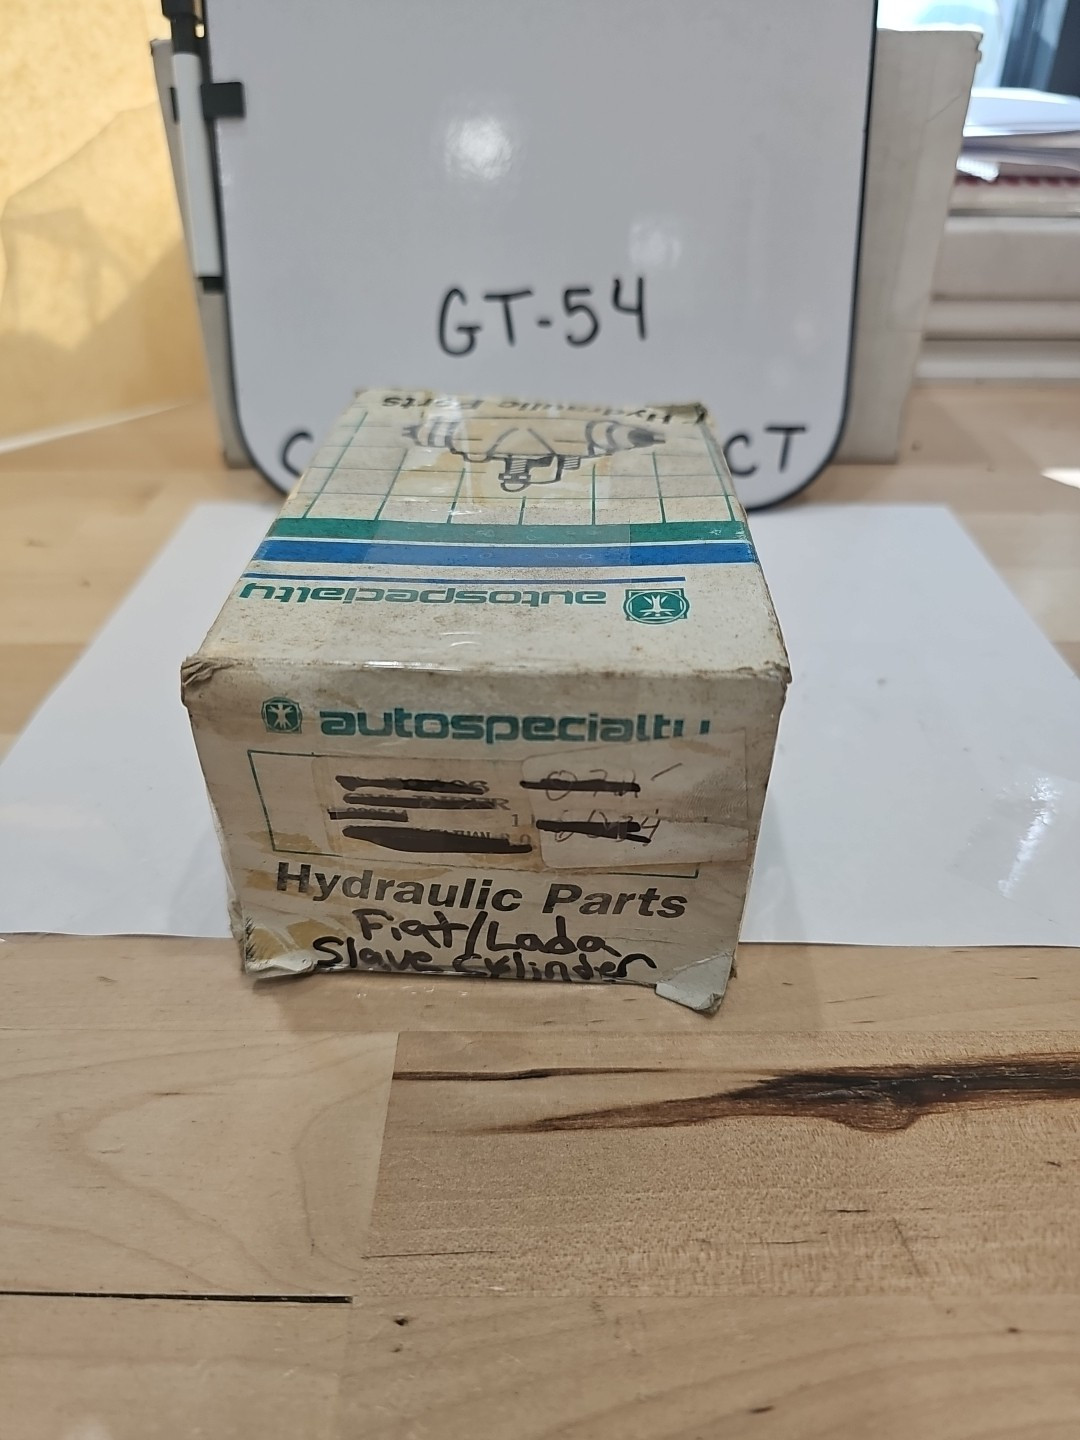 GT-54
CT
Hydraulic Parts
autospecialty
autospecialty
Hydraulic Parts
Fiat/Lada
Slave Cylinder